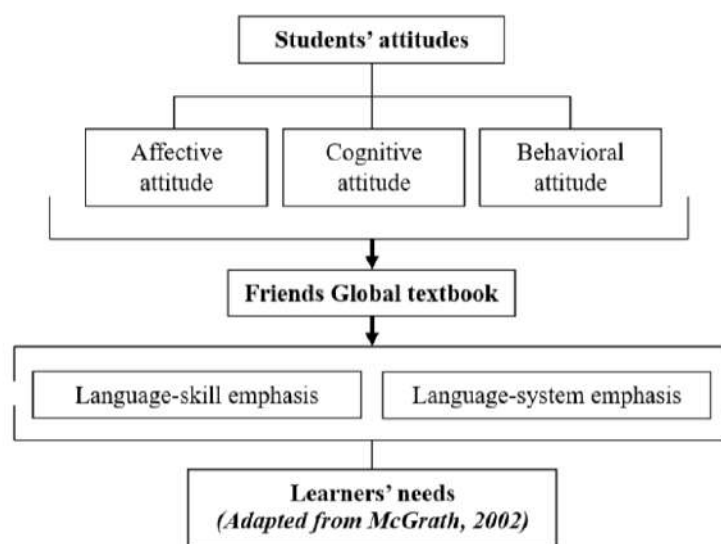 Students' attitudes
Affective
attitude
Cognitive
attitude
Behavioral
attitude
Friends Global textbook
Language-skill emphasis
Language-system emphasis
Learners' needs
(Adapted from McGrath, 2002)